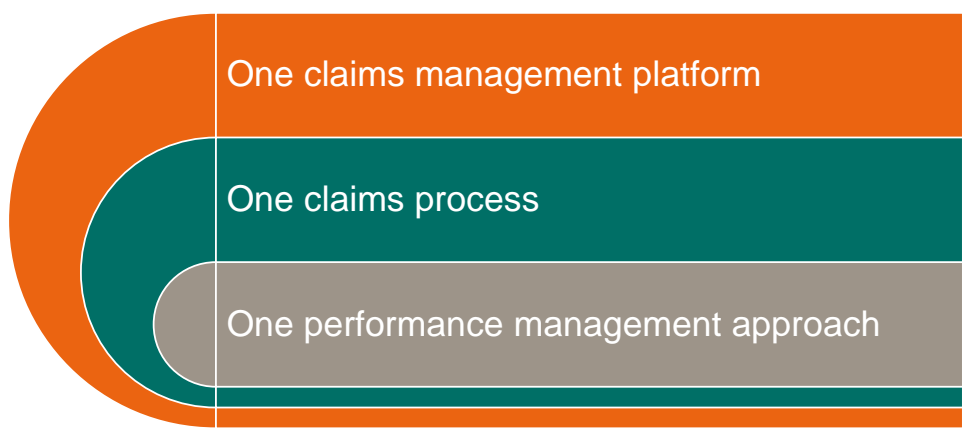 One claims management platform
One claims process
One performance management approach